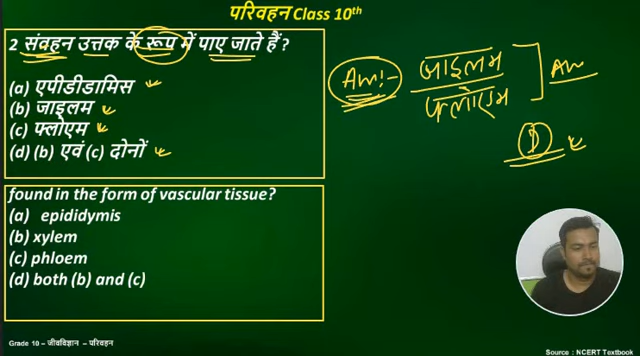 परिवहन Class 10th
2 संवहन उत्तक के रूप में पाए जाते हैं ?
(a) एपीडीडामिस
(b) जाइलम
(c) फ्लोएम
(d) (b) एवं (c) दोनों
Ans:- जाइलम
फ्लोएम
] Ans
D
found in the form of vascular tissue?
(a) epididymis
(b) xylem
(c) phloem
(d) both (b) and (c)
Grade 10 – जीवविज्ञान – परिवहन
Source : NCERT Textbook